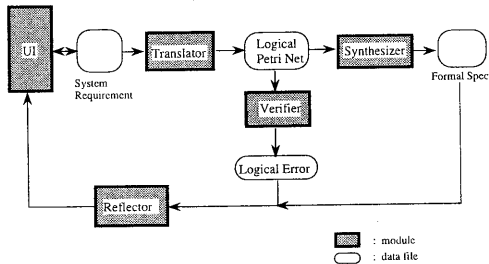 UI
System
Requirement
Translator
Logical
Petri Net
Synthesizer
Formal Spec
Verifier
Logical Error
Reflector
: module
: data file